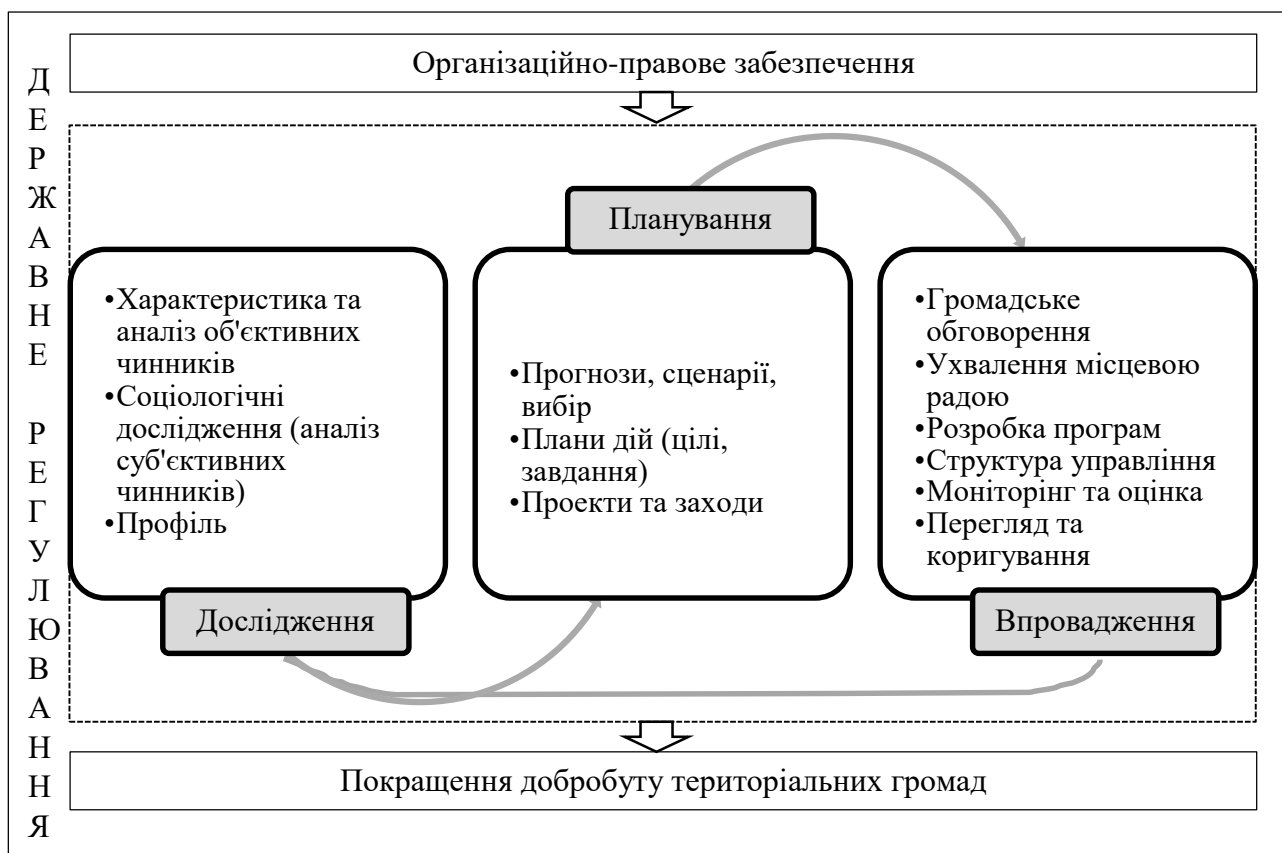 ДЕРЖАВНЕ РЕГУЛЮВАННЯ
Організаційно-правове забезпечення
•Характеристика та
аналіз об'єктивних
чинників
•Соціологічні
дослідження (аналіз
суб'єктивних
чинників)
•Профіль
Дослідження
Планування
•Прогнози, сценарії,
вибір
•Плани дій (цілі,
завдання)
•Проекти та заходи
•Громадське
обговорення
•Ухвалення місцевою
радою
•Розробка програм
•Структура управління
•Моніторінг та оцінка
•Перегляд та
коригування
Впровадження
Покращення добробуту територіальних громад